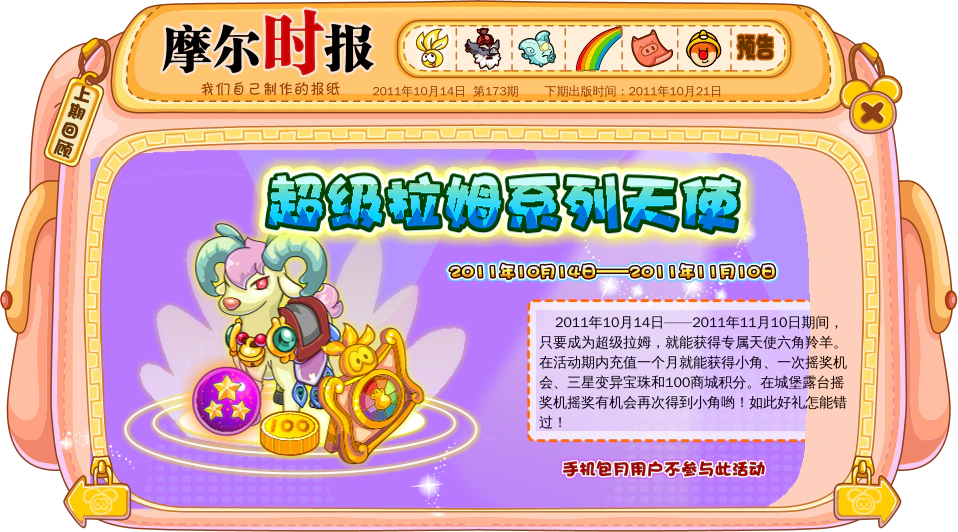 摩尔时报
预告
我们自己制作的报纸
2011年10月14日 第173期
下期出版时间：2011年10月21日
上期回顾
超级拉姆系列天使
2011年10月14日——2011年11月10日
2011年10月14日——2011年11月10日期间，
只要成为超级拉姆，就能获得专属天使六角羚羊。
在活动期内充值一个月就能获得小角、一次摇奖机
会、三星变异宝珠和100商城积分。在城堡露台摇
奖机摇奖有机会再次得到小角哟！如此好礼怎能错
过！
100
手机包月用户不参与此活动